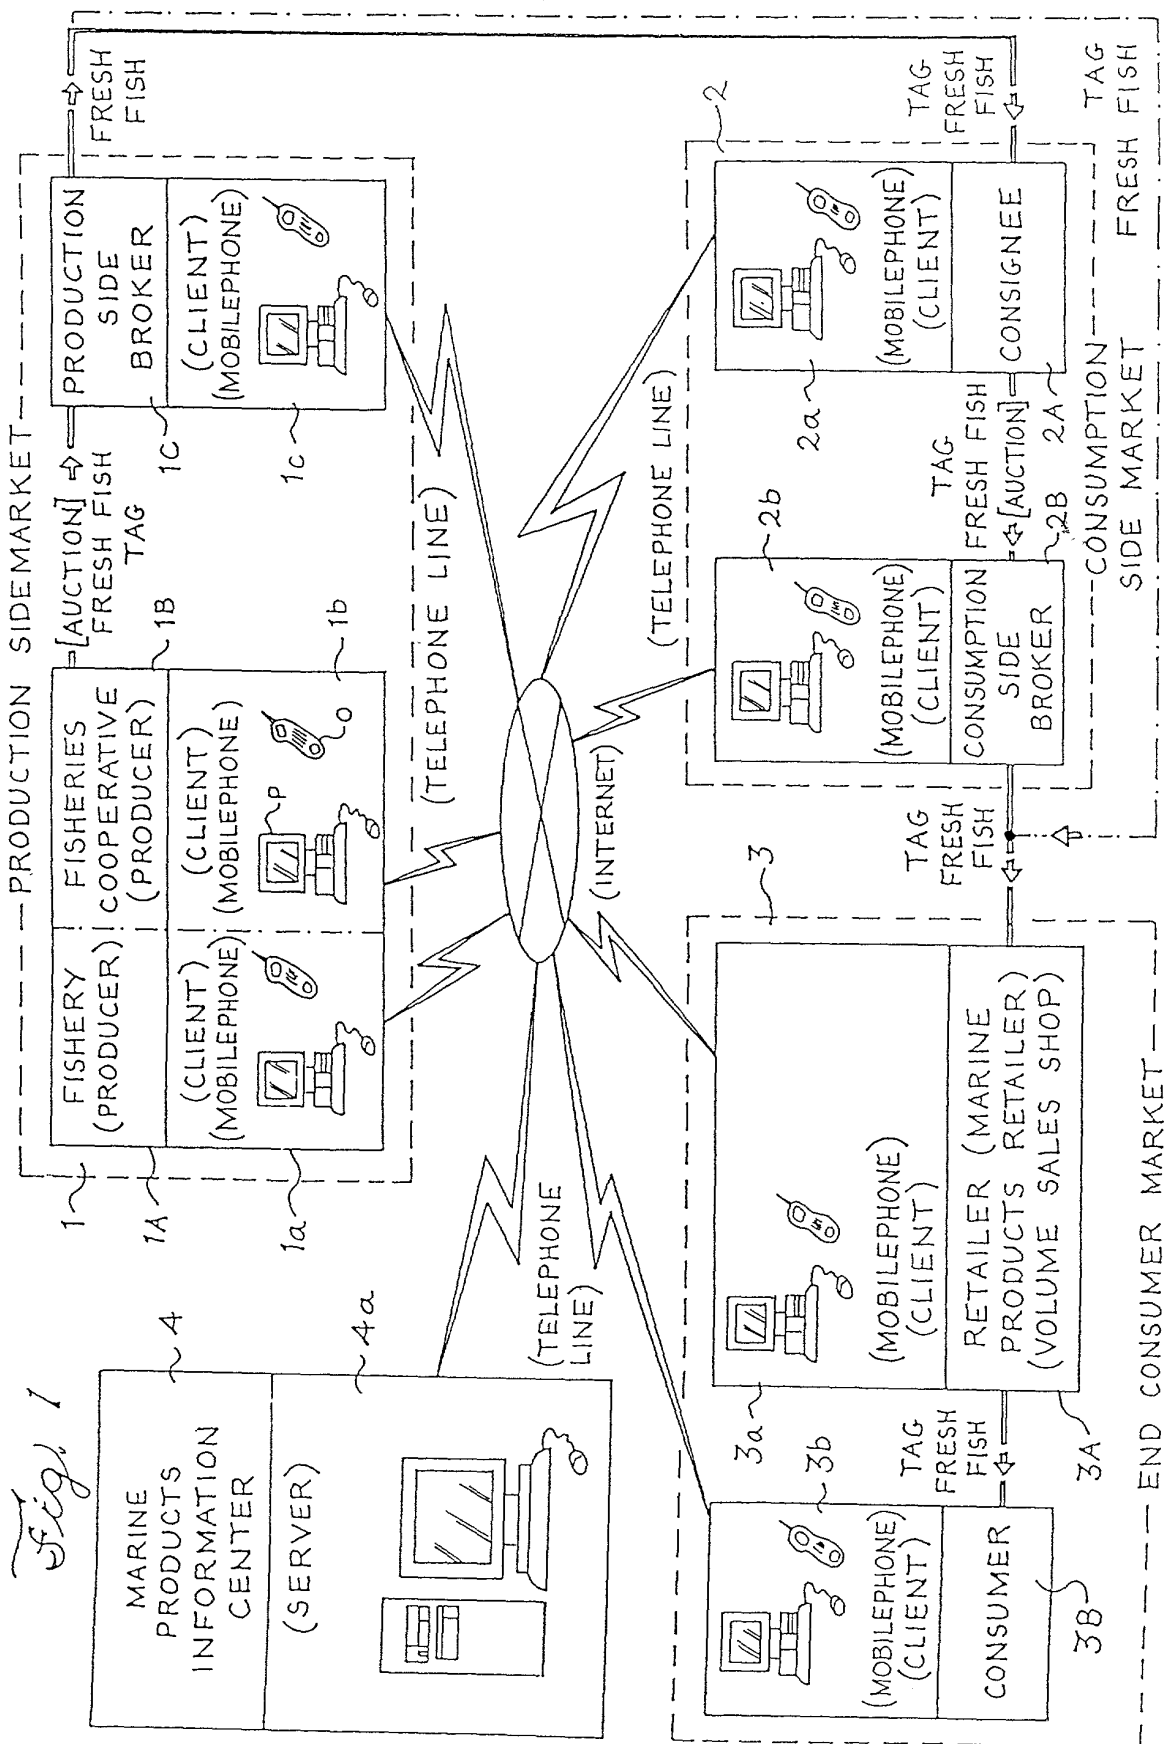 Fig. 1
MARINE
PRODUCTS
INFORMATION
CENTER
4
(SERVER)
4a
(TELEPHONE
LINE)
PRODUCTION SIDEMARKET
1
FISHERY
(PRODUCER)
1A
(CLIENT)
(MOBILEPHONE)
1a
FISHERIES
COOPERATIVE
(PRODUCER)
1B
(CLIENT)
(MOBILEPHONE)
P
O
1b
[AUCTION]
FRESH FISH
TAG
PRODUCTION
SIDE
BROKER
1C
(CLIENT)
(MOBILEPHONE)
1c
FRESH
FISH
(TELEPHONE LINE)
(INTERNET)
(TELEPHONE LINE)
2
2a
(MOBILEPHONE)
(CLIENT)
CONSIGNEE
2A
TAG
FRESH
FISH
TAG
FRESH FISH
[AUCTION]
2b
(MOBILEPHONE)
(CLIENT)
CONSUMPTION
SIDE
BROKER
2B
CONSUMPTION
SIDE MARKET
TAG
FRESH FISH
TAG
FRESH
FISH
3
3a
(MOBILEPHONE)
(CLIENT)
RETAILER (MARINE
PRODUCTS RETAILER)
(VOLUME SALES SHOP)
3A
TAG
FRESH
FISH
3b
(MOBILEPHONE)
(CLIENT)
CONSUMER
3B
END CONSUMER MARKET